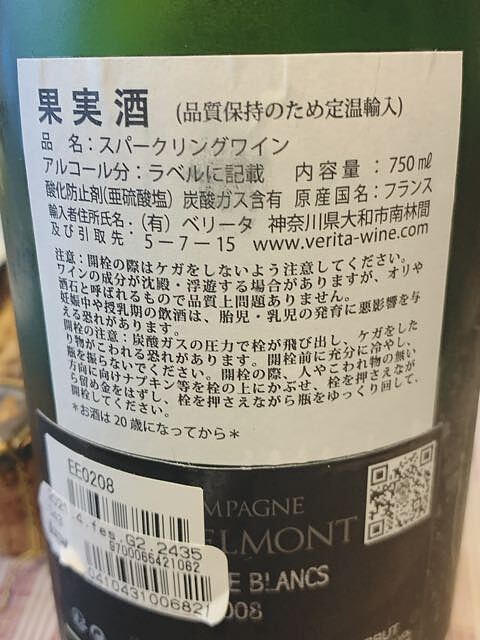 果実酒 (品質保持のため定温輸入)
品 名：スパークリングワイン
アルコール分：ラベルに記載 内容量：750㎖
酸化防止剤(亜硫酸塩) 炭酸ガス含有 原産国名：フランス
輸入者住所氏名：(有) ベリータ 神奈川県大和市南林間
及び引取先 5－7－15 www.verita-wine.com
注意：開栓の際はケガをしないよう注意してください。
ワインの成分が沈殿・浮遊する場合がありますが、オリや
酒石と呼ばれるもので品質上問題ありません。
妊娠中や授乳期の飲酒は、胎児・乳児の発育に悪影響を与
える恐れがあります。
開栓の注意：炭酸ガスの圧力で栓が飛び出し、ケガをした
り物がこわれる恐れがあります。開栓前に充分に冷やし、
瓶を振らないでください。開栓の際、人やこわれ物の無い
方向に向けナプキン等を栓の上にかぶせ、栓を押さえなが
ら留め金をはずし、栓を押さえながら瓶をゆっくり回して、
開栓してください。
＊お酒は20歳になってから＊
EE0208
MPAGNE
ELMONT
E BLANCS
008
4.fes.G2 2435
9700066421062
0410431006821
BRUT